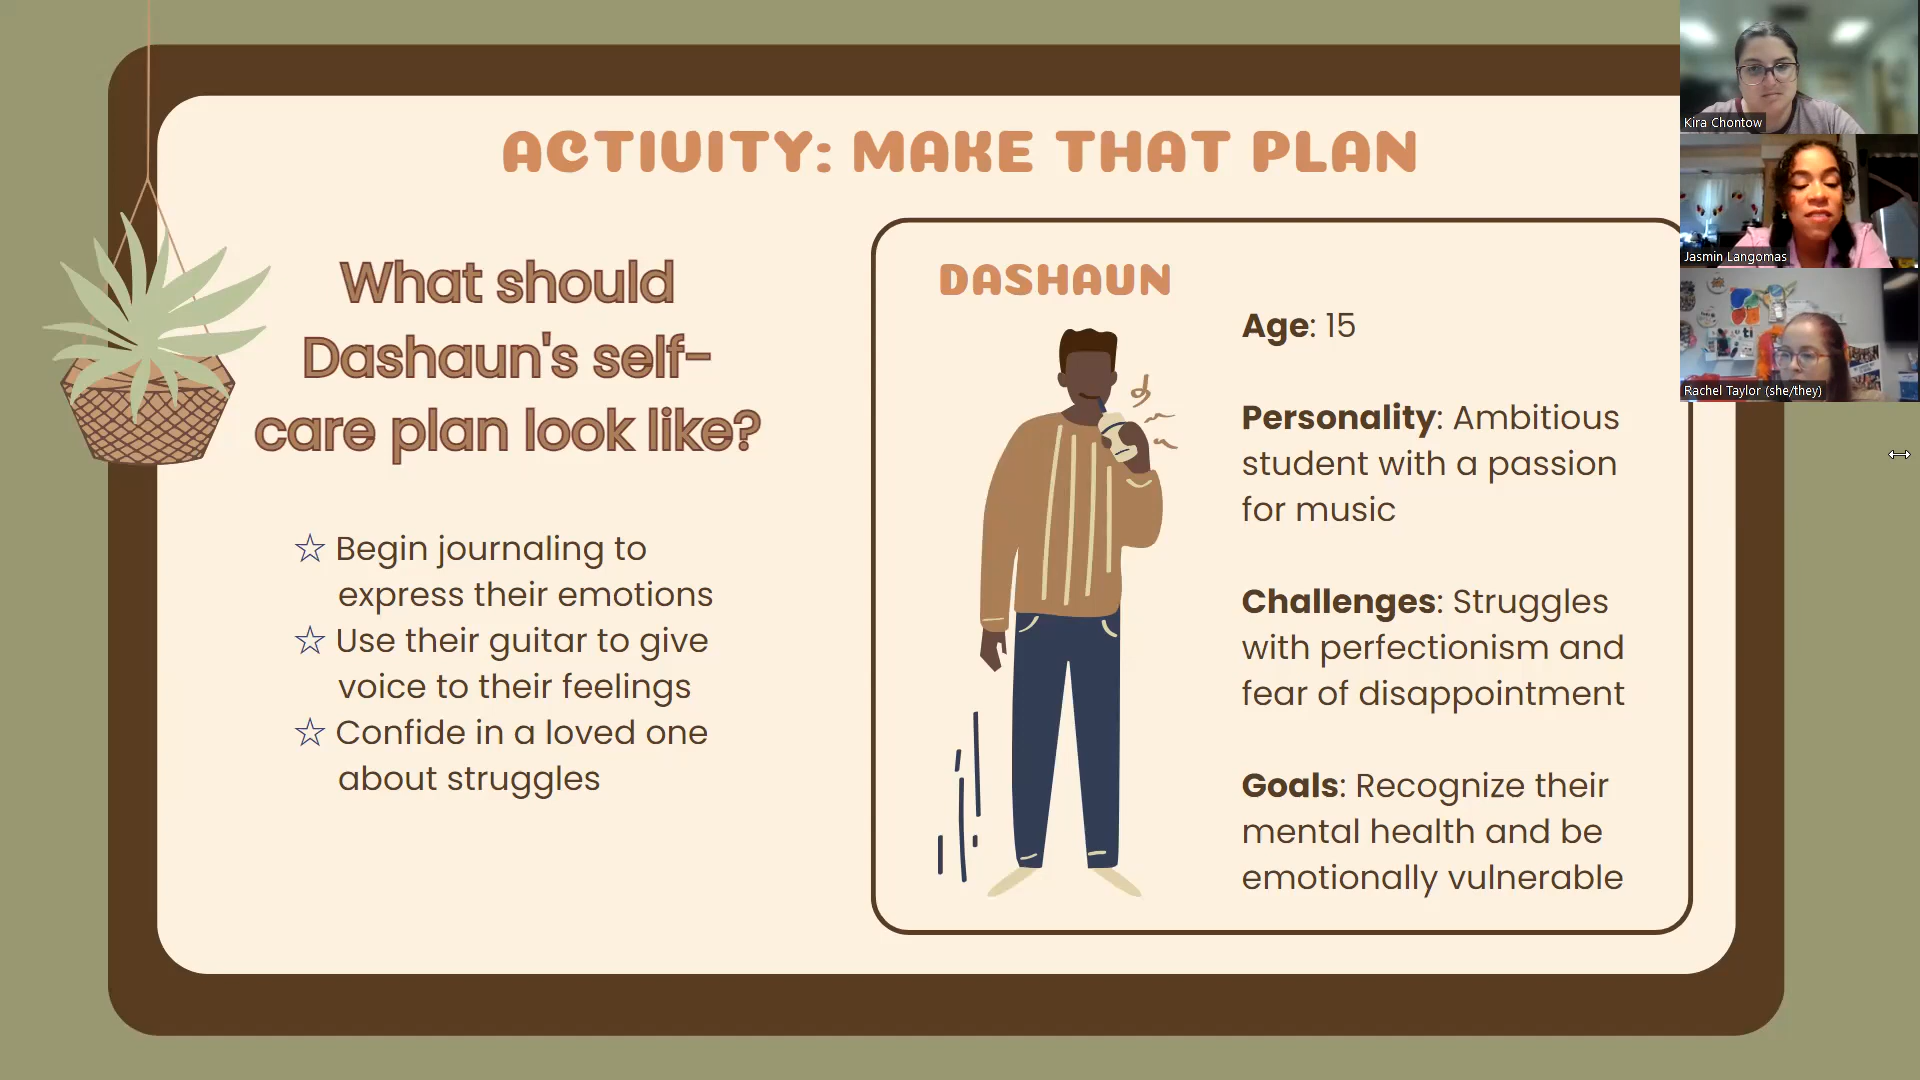 ACTIVITY: MAKE THAT PLAN
What should
Dashaun's self-
care plan look like?
☆ Begin journaling to
express their emotions
☆ Use their guitar to give
voice to their feelings
☆ Confide in a loved one
about struggles
DASHAUN
Age: 15
Personality: Ambitious
student with a passion
for music
Challenges: Struggles
with perfectionism and
fear of disappointment
Goals: Recognize their
mental health and be
emotionally vulnerable
Kira Chontow
Jasmin Langomas
Rachel Taylor (she/they)